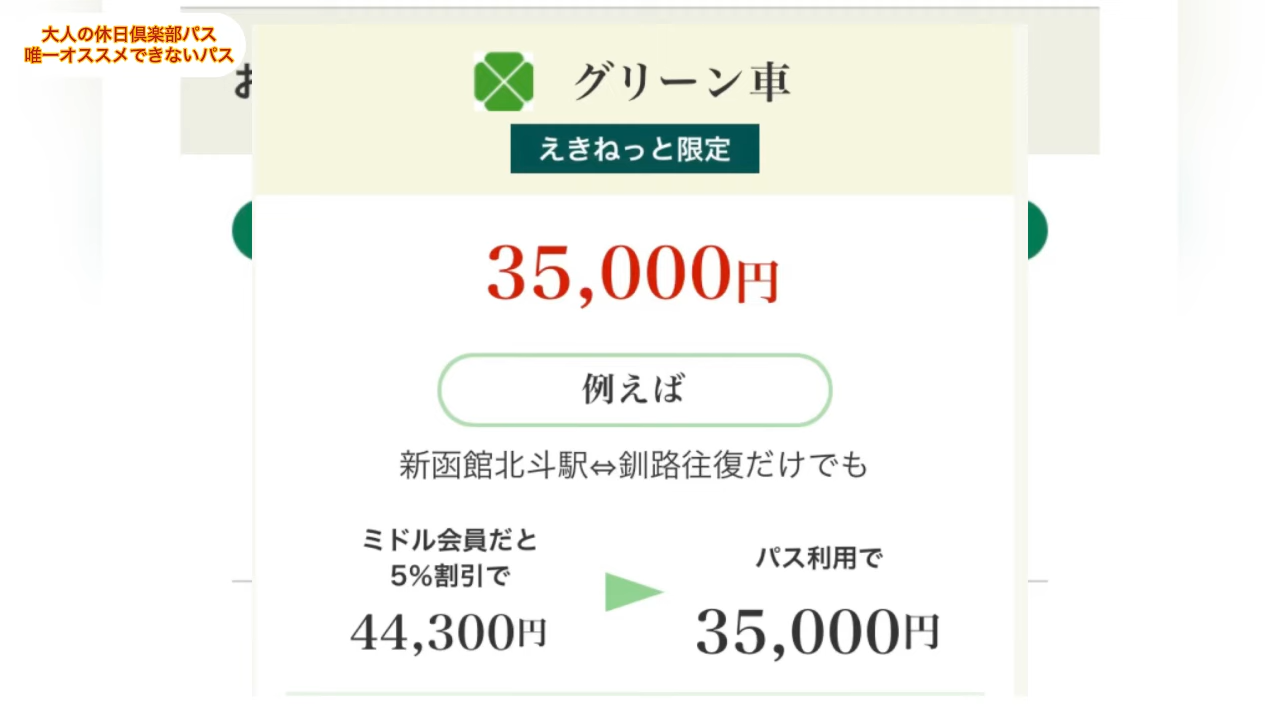 大人の休日倶楽部パス
唯一オススメできないパス
お
グリーン車
えきねっと限定
35,000円
例えば
新函館北斗駅⇔釧路往復だけでも
ミドル会員だと
5%割引で
44,300円
パス利用で
35,000円